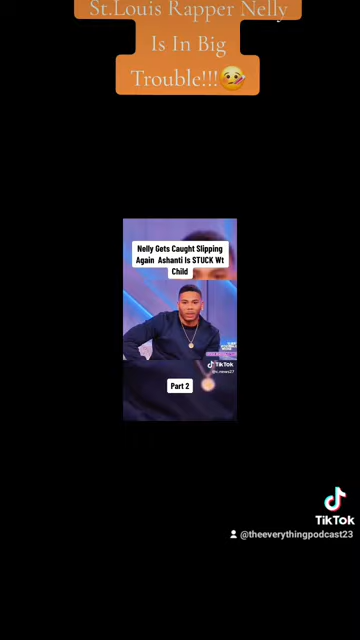 St.Louis Rapper Nelly
Is In Big
Trouble!!!🤒
Nelly Gets Caught Slipping
Again Ashanti Is STUCK Wt
Child
TikTok
Part 2
TikTok
@theeverythingpodcast23